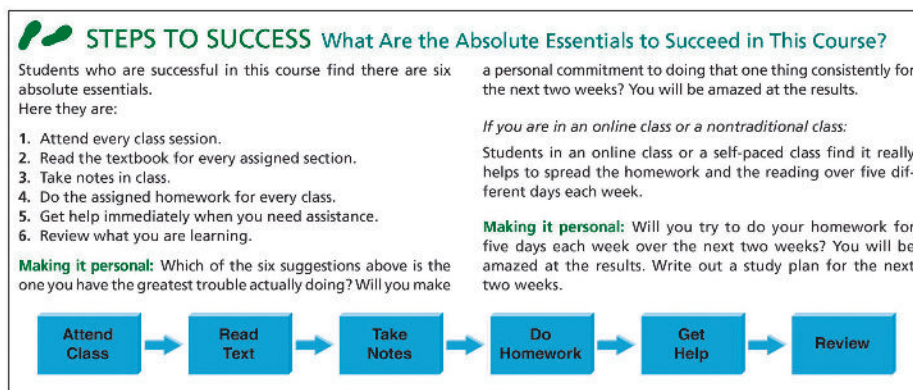 STEPS TO SUCCESS What Are the Absolute Essentials to Succeed in This Course?
Students who are successful in this course find there are six
absolute essentials.
Here they are:
1. Attend every class session.
2. Read the textbook for every assigned section.
3. Take notes in class.
4. Do the assigned homework for every class.
5. Get help immediately when you need assistance.
6. Review what you are learning.
Making it personal: Which of the six suggestions above is the
one you have the greatest trouble actually doing? Will you make
a personal commitment to doing that one thing consistently for
the next two weeks? You will be amazed at the results.
If you are in an online class or a nontraditional class:
Students in an online class or a self-paced class find it really
helps to spread the homework and the reading over five dif-
ferent days each week.
Making it personal: Will you try to do your homework for
five days each week over the next two weeks? You will be
amazed at the results. Write out a study plan for the next
two weeks.
Attend
Class
Read
Text
Take
Notes
Do
Homework
Get
Help
Review